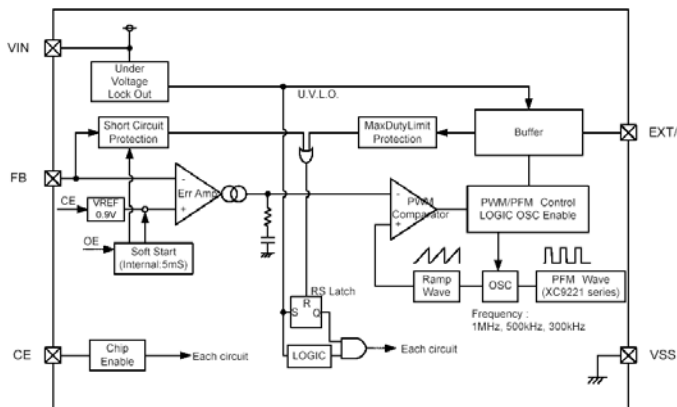 VIN
Under
Voltage
Lock Out
U.V.L.O.
Short Circuit
Protection
MaxDutyLimit
Protection
Buffer
EXT/
FB
-
Err Amp
+
CE
VREF
0.9V
OE
Soft Start
(Internal:5mS)
-
PWM
Comparator
+
PWM/PFM Control
LOGIC OSC Enable
Ramp
Wave
OSC
PFM Wave
(XC9221 series)
Frequency :
1MHz, 500kHz, 300kHz
RS Latch
R
S Q
LOGIC
Each circuit
CE
Chip
Enable
Each circuit
VSS